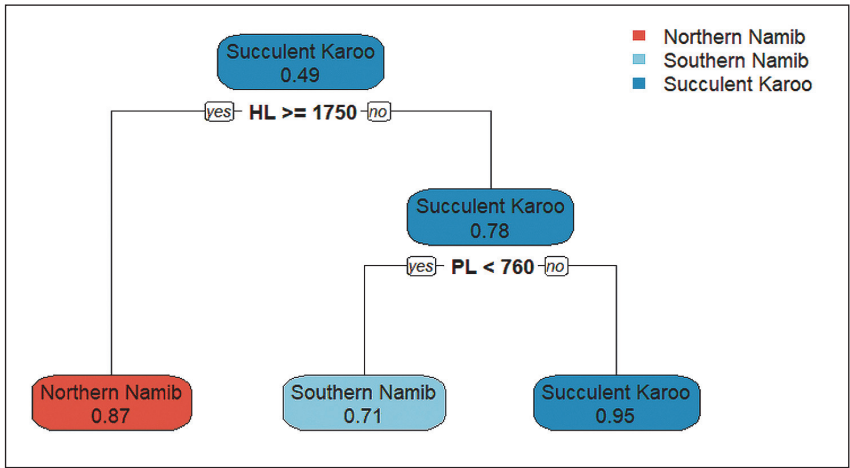 Succulent Karoo
0.49
Northern Namib
Southern Namib
Succulent Karoo
yes HL >= 1750 no
Succulent Karoo
0.78
yes PL < 760 no
Northern Namib
0.87
Southern Namib
0.71
Succulent Karoo
0.95